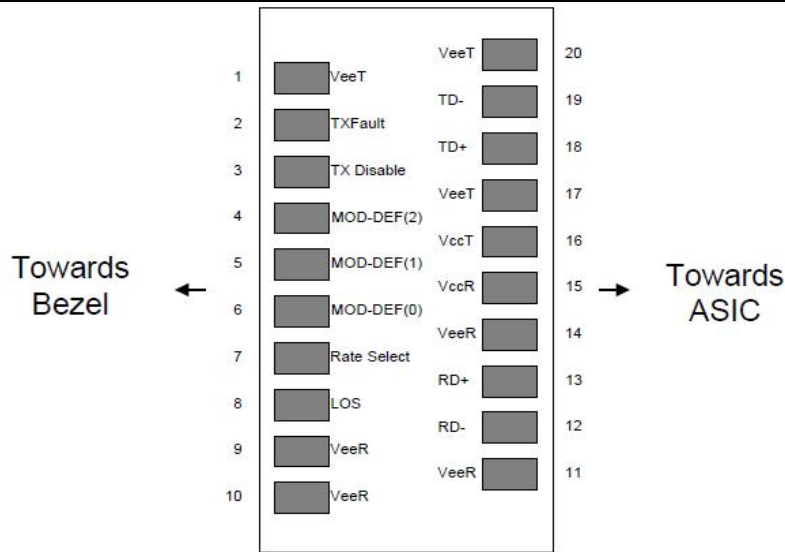 VeeT 20
1 VeeT
TD- 19
2 TXFault
TD+ 18
3 TX Disable
VeeT 17
4 MOD-DEF(2)
VccT 16
5 MOD-DEF(1)
Towards
Bezel
VccR 15
Towards
ASIC
6 MOD-DEF(0)
VeeR 14
7 Rate Select
RD+ 13
8 LOS
RD- 12
9 VeeR
VeeR 11
10 VeeR